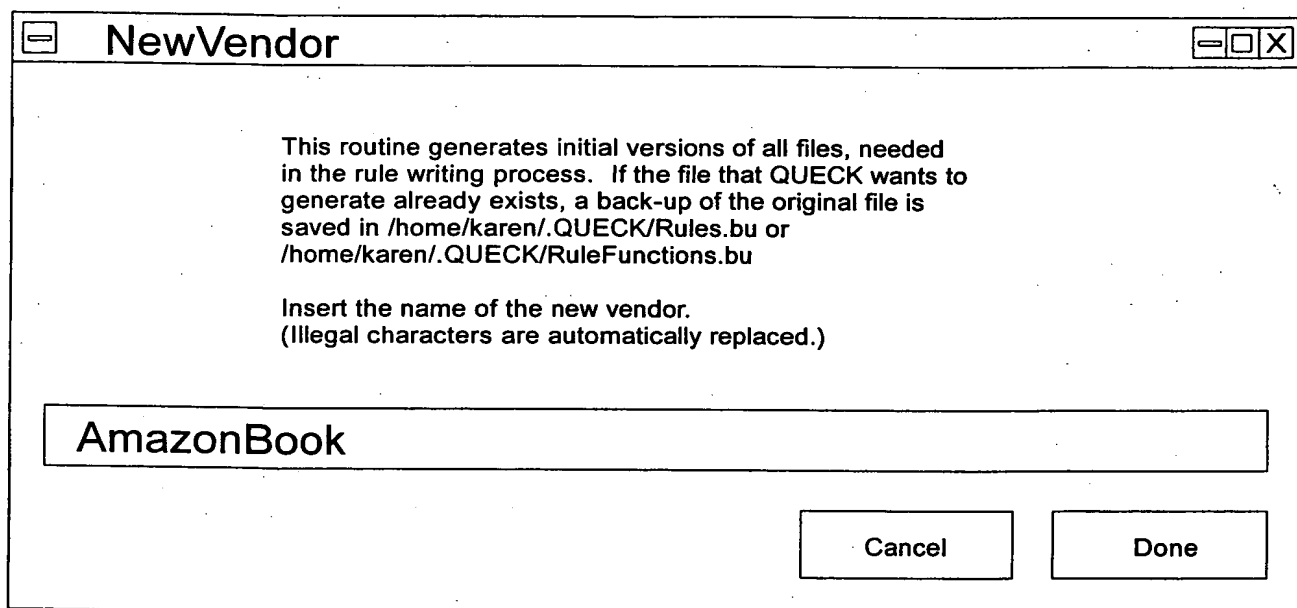 NewVendor
This routine generates initial versions of all files, needed
in the rule writing process. If the file that QUECK wants to
generate already exists, a back-up of the original file is
saved in /home/karen/.QUECK/Rules.bu or
/home/karen/.QUECK/RuleFunctions.bu
Insert the name of the new vendor.
(Illegal characters are automatically replaced.)
AmazonBook
Cancel
Done